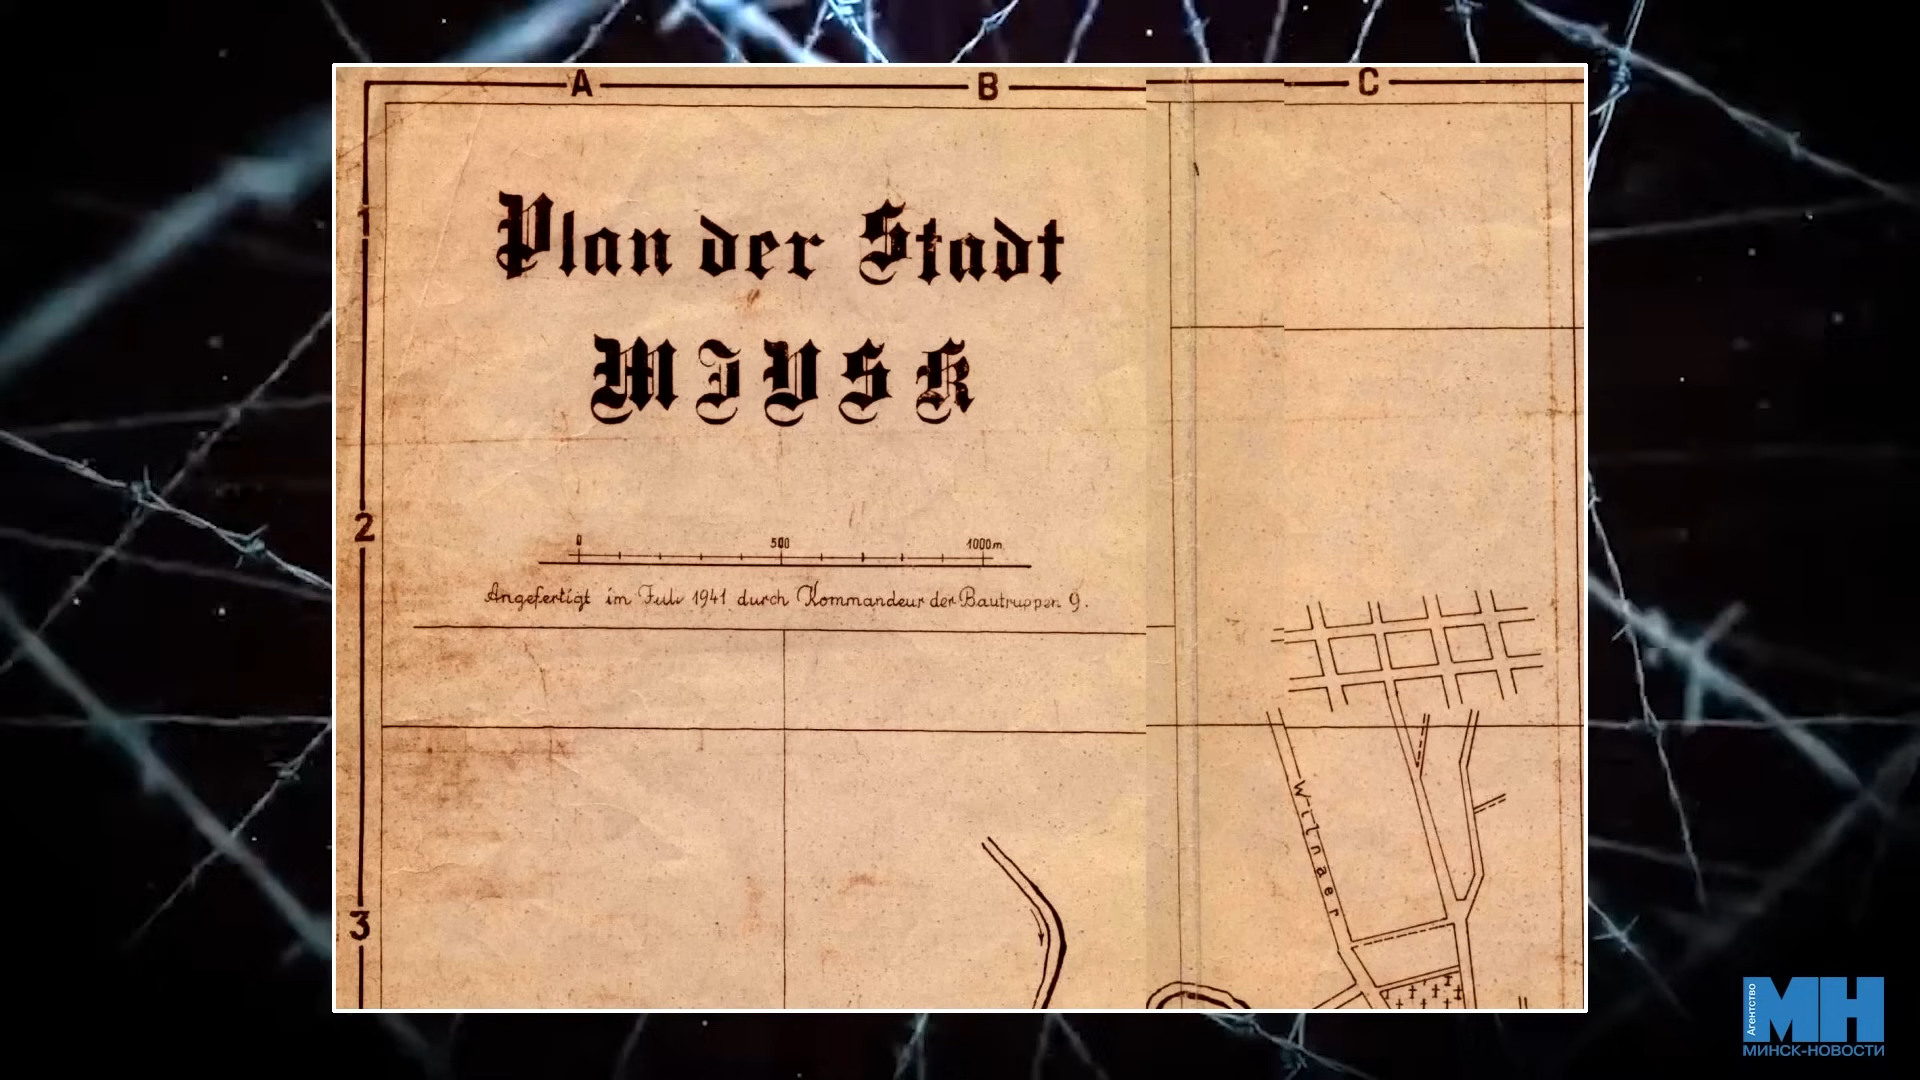 A B C
Plan der Stadt
1
MINSK
2
0 500 1000 m
Angefertigt im Juli 1941 durch Kommandeur der Bautruppen 9.
Wilnaer
3
Агентство
МН
МИНСК-НОВОСТИ